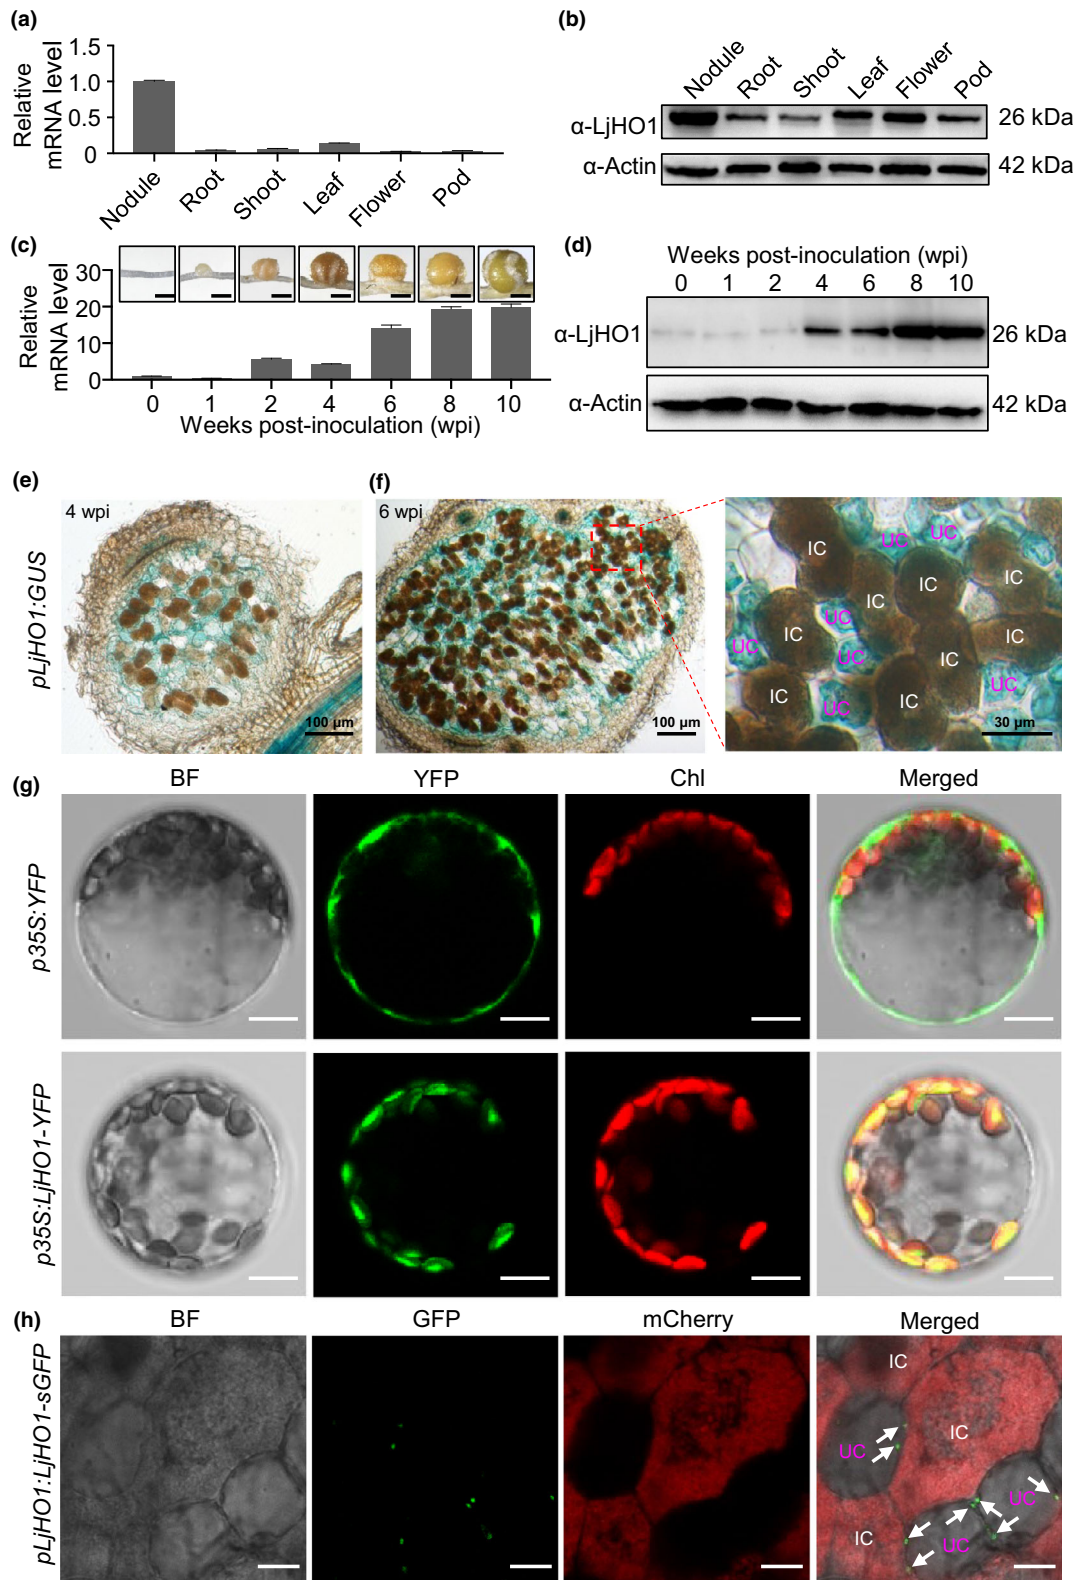 (a)
Relative
mRNA level
1.5
1.0
0.5
0
Nodule
Root
Shoot
Leaf
Flower
Pod
(b)
Nodule
Root
Shoot
Leaf
Flower
Pod
α-LjHO1
26 kDa
α-Actin
42 kDa
(c)
Relative
mRNA level
30
20
10
0
0 1 2 4 6 8 10
Weeks post-inoculation (wpi)
(d)
Weeks post-inoculation (wpi)
0 1 2 4 6 8 10
α-LjHO1
26 kDa
α-Actin
42 kDa
(e)
pLjHO1:GUS
4 wpi
100 µm
(f)
6 wpi
100 µm
IC
UC
UC
IC
IC
UC
IC
IC
IC
UC
UC
IC
UC
UC
IC
IC
30 µm
(g)
BF YFP Chl Merged
p35S:YFP
p35S:LjHO1-YFP
(h)
BF GFP mCherry Merged
pLjHO1:LjHO1-sGFP
IC
UC
IC
UC
IC
UC